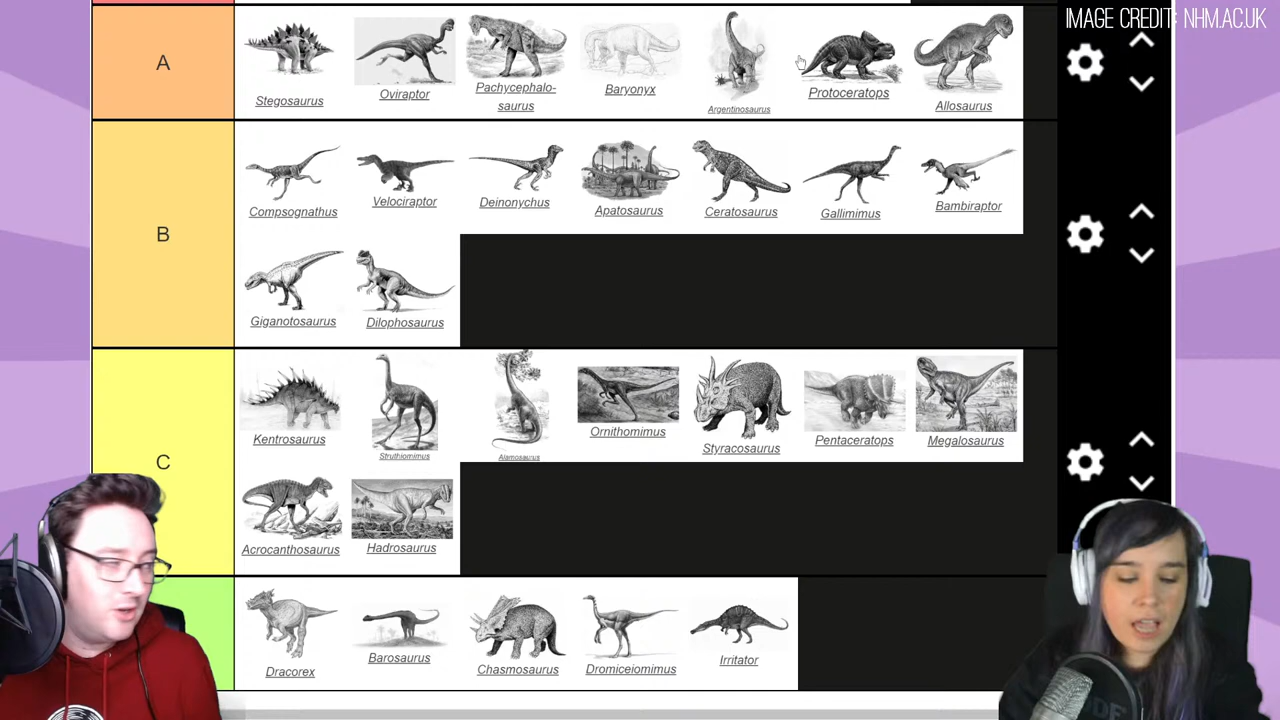 IMAGE CREDIT: NHM.AC.UK
A
Stegosaurus
Oviraptor
Pachycephalo-
saurus
Baryonyx
Argentinosaurus
Protoceratops
Allosaurus
B
Compsognathus
Velociraptor
Deinonychus
Apatosaurus
Ceratosaurus
Gallimimus
Bambiraptor
Giganotosaurus
Dilophosaurus
C
Kentrosaurus
Struthiomimus
Alamosaurus
Ornithomimus
Styracosaurus
Pentaceratops
Megalosaurus
Acrocanthosaurus
Hadrosaurus
Dracorex
Barosaurus
Chasmosaurus
Dromiceiomimus
Irritator